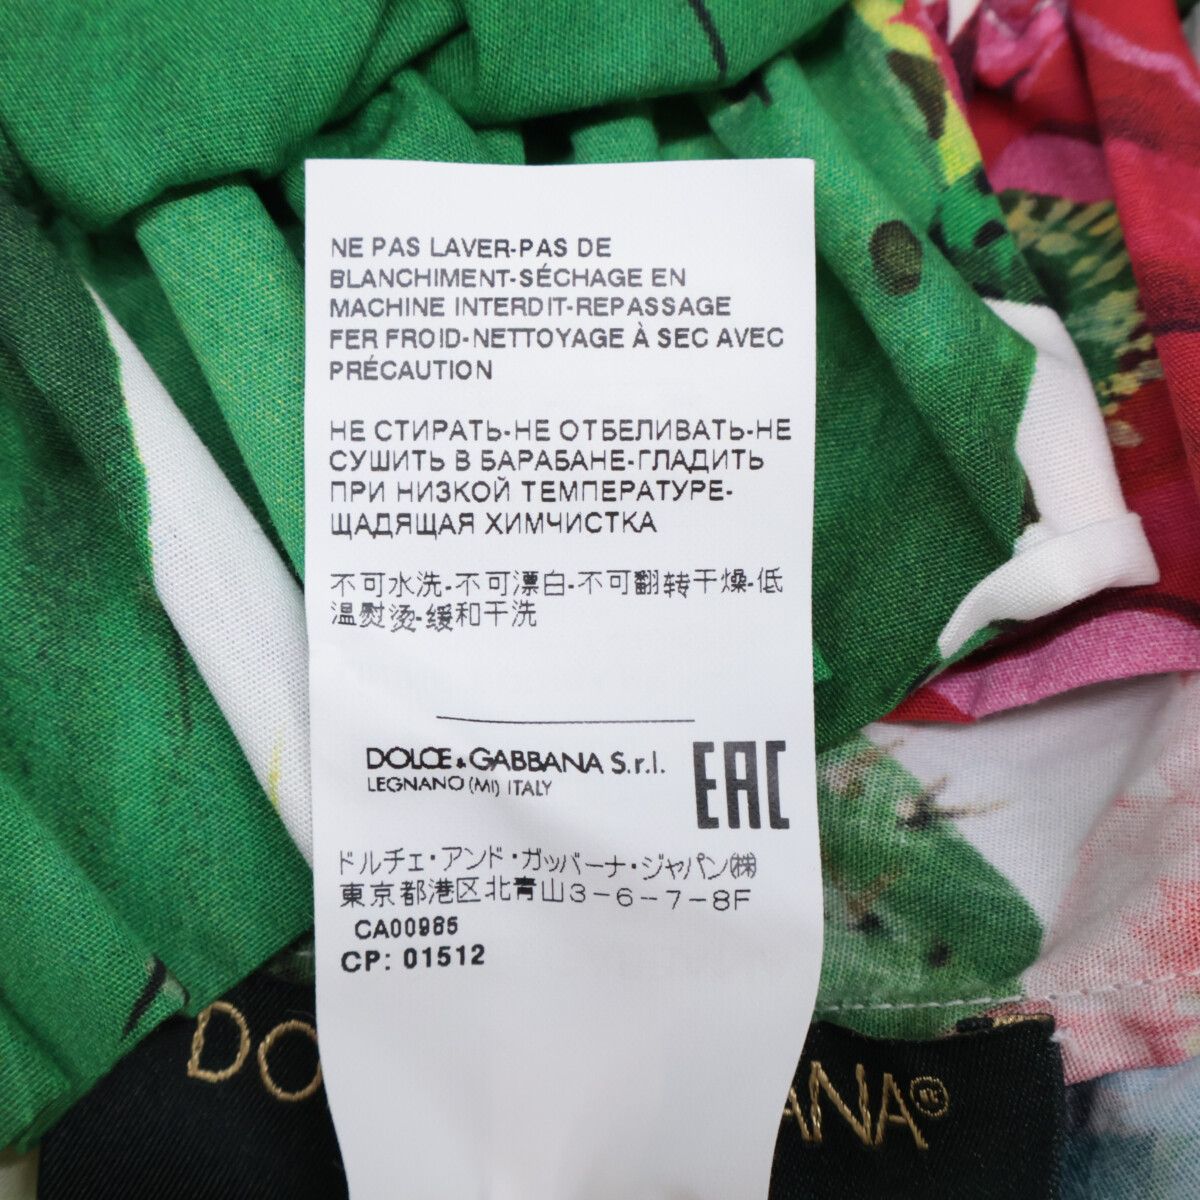 NE PAS LAVER-PAS DE
BLANCHIMENT-SÉCHAGE EN
MACHINE INTERDIT-REPASSAGE
FER FROID-NETTOYAGE À SEC AVEC
PRÉCAUTION
НЕ СТИРАТЬ-НЕ ОТБЕЛИВАТЬ-НЕ
СУШИТЬ В БАРАБАНЕ-ГЛАДИТЬ
ПРИ НИЗКОЙ ТЕМПЕРАТУРЕ-
ЩАДЯЩАЯ ХИМЧИСТКА
不可水洗-不可漂白-不可翻转干燥-低
温熨烫-缓和干洗
DOLCE & GABBANA S.r.l.
LEGNANO (MI) ITALY
EAC
ドルチェ・アンド・ガッバーナ・ジャパン㈱
東京都港区北青山3-6-7-8F
CA00985
CP: 01512
DO ANA®